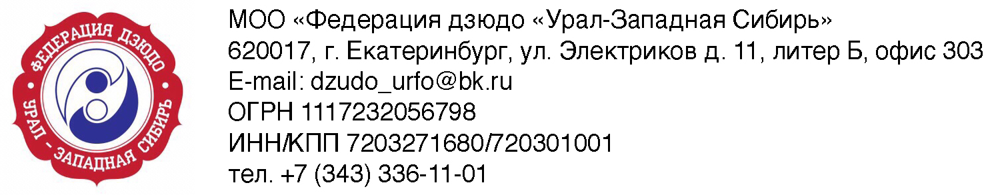 ФЕДЕРАЦИЯ ДЗЮДО
УРАЛ - ЗАПАДНАЯ СИБИРЬ
МОО «Федерация дзюдо «Урал-Западная Сибирь»
620017, г. Екатеринбург, ул. Электриков д. 11, литер Б, офис 303
E-mail: dzudo_urfo@bk.ru
ОГРН 1117232056798
ИНН/КПП 7203271680/720301001
тел. +7 (343) 336-11-01